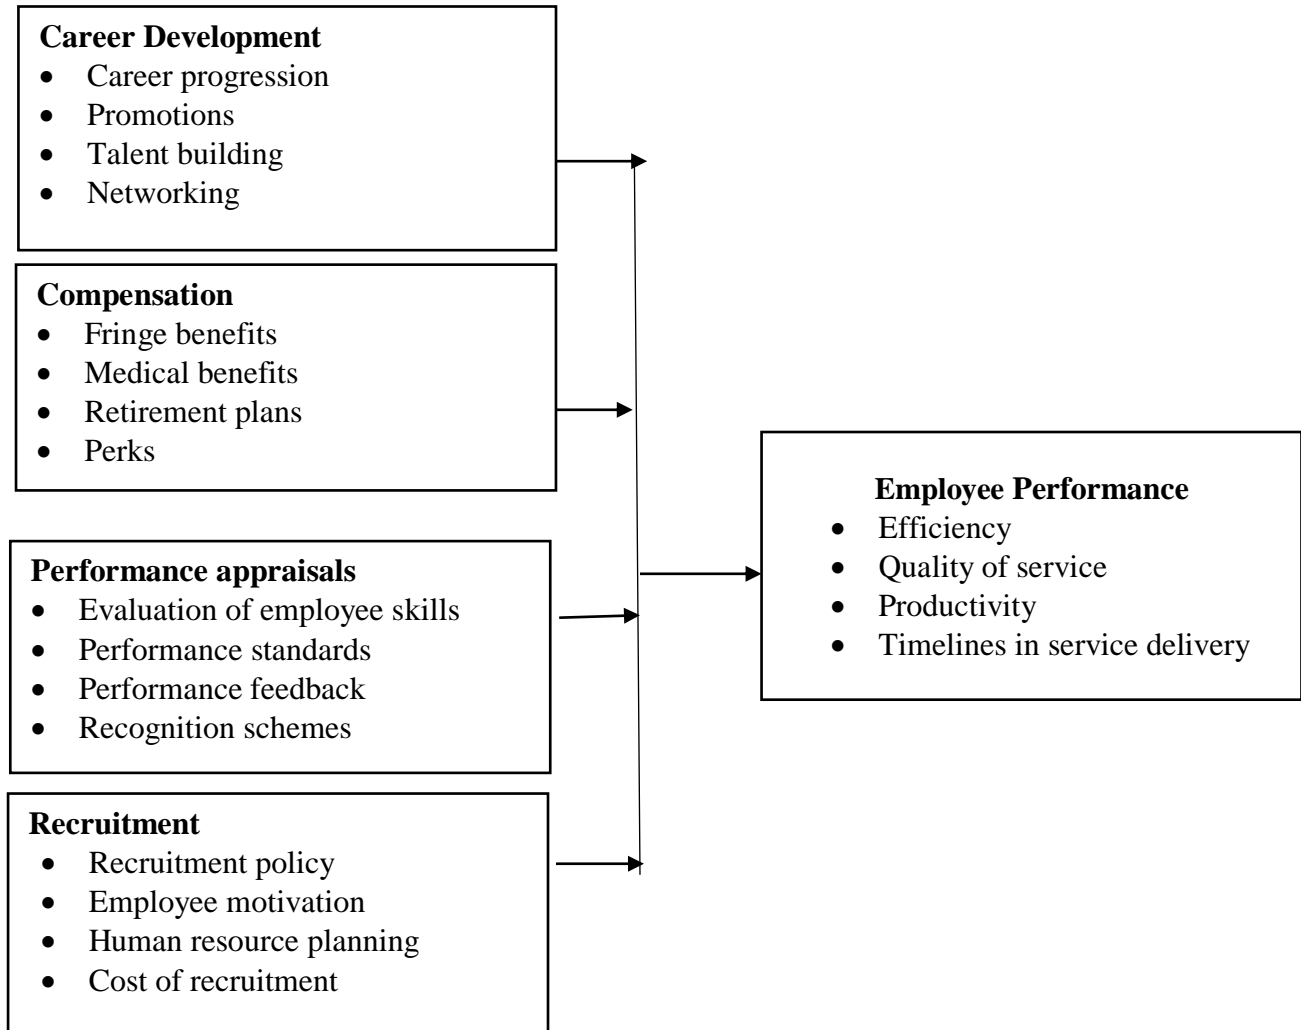 Career Development
• Career progression
• Promotions
• Talent building
• Networking
Compensation
• Fringe benefits
• Medical benefits
• Retirement plans
• Perks
Performance appraisals
• Evaluation of employee skills
• Performance standards
• Performance feedback
• Recognition schemes
Recruitment
• Recruitment policy
• Employee motivation
• Human resource planning
• Cost of recruitment
Employee Performance
• Efficiency
• Quality of service
• Productivity
• Timelines in service delivery